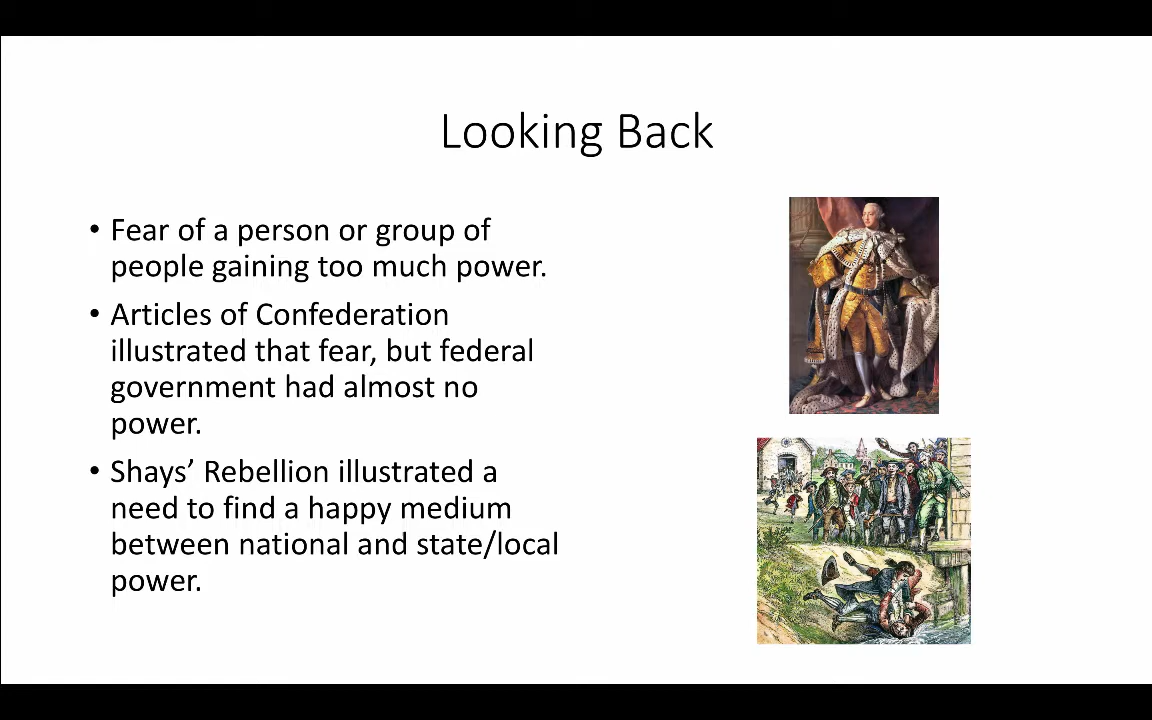 Looking Back
• Fear of a person or group of
people gaining too much power.
• Articles of Confederation
illustrated that fear, but federal
government had almost no
power.
• Shays’ Rebellion illustrated a
need to find a happy medium
between national and state/local
power.